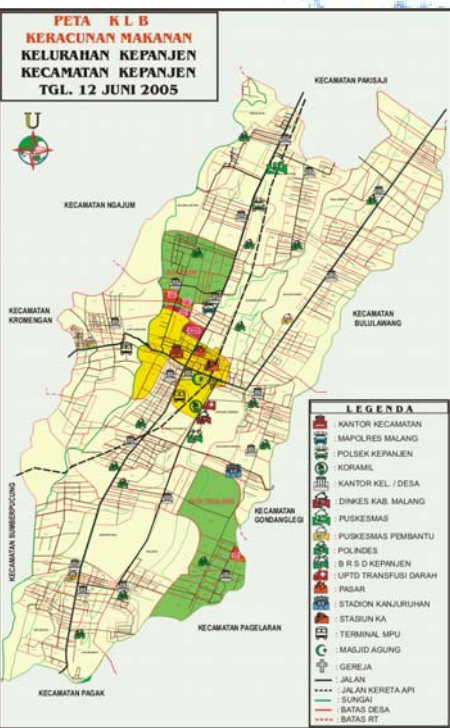 PETA K L B
KERACUNAN MAKANAN
KELURAHAN KEPANJEN
KECAMATAN KEPANJEN
TGL. 12 JUNI 2005
U
KECAMATAN PAKISAJI
KECAMATAN NGAJUM
KECAMATAN
KROMENGAN
KECAMATAN
BULULAWANG
KECAMATAN SUMBERPUCUNG
KECAMATAN
GONDANGLEGI
KECAMATAN PAGELARAN
KECAMATAN PAGAK
LEGENDA
: KANTOR KECAMATAN
: MAPOLRES MALANG
: POLSEK KEPANJEN
: KORAMIL
: KANTOR KEL. / DESA
: DINKES KAB. MALANG
: PUSKESMAS
: PUSKESMAS PEMBANTU
: POLINDES
: B R S D KEPANJEN
: UPTD TRANSFUSI DARAH
: PASAR
: STADION KANJURUHAN
: STASIUN KA
: TERMINAL MPU
: MASJID AGUNG
: GEREJA
: JALAN
: JALAN KERETA API
: SUNGAI
: BATAS DESA
: BATAS RT